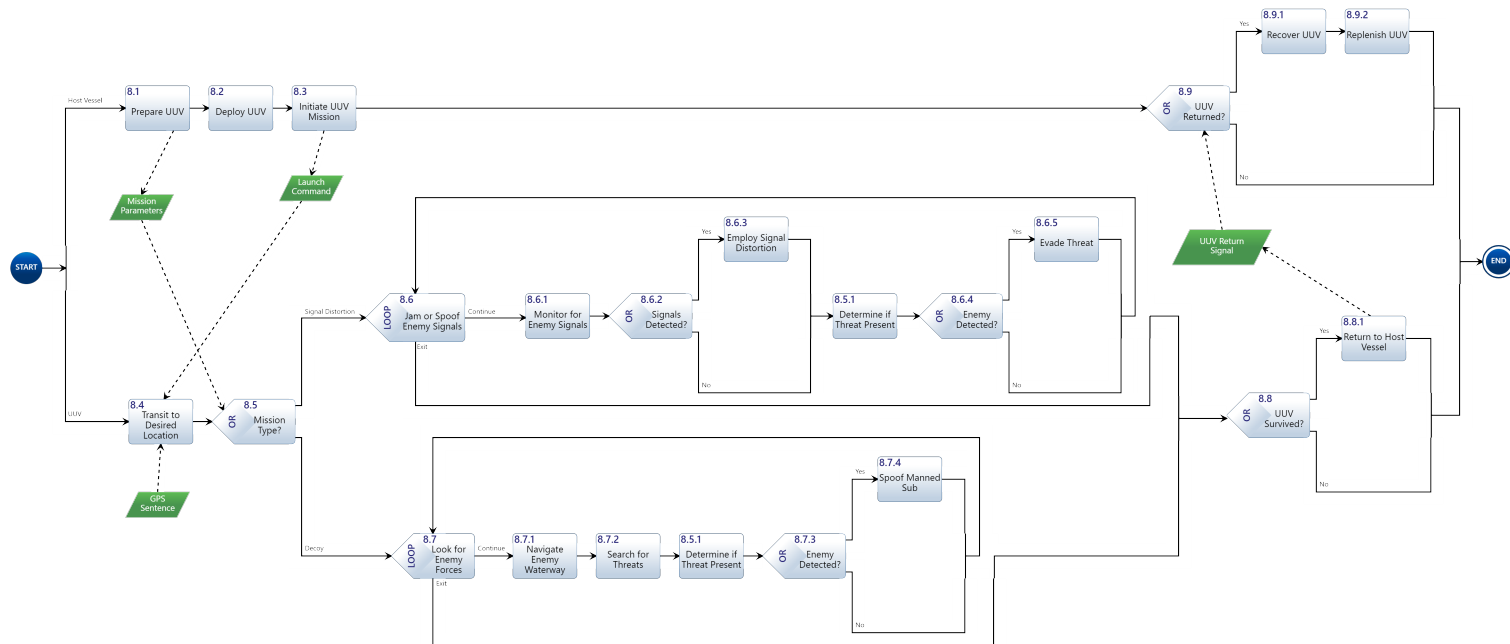 8.9.1
Recover UUV
8.9.2
Replenish UUV
Yes
Host Vessel
8.1
Prepare UUV
8.2
Deploy UUV
8.3
Initiate UUV
Mission
OR
8.9
UUV
Returned?
No
Mission
Parameters
Launch
Command
START
8.6.3
Employ Signal
Distortion
Yes
8.6.5
Evade Threat
Yes
UUV Return
Signal
END
Signal Distortion
LOOP
8.6
Jam or Spoof
Enemy Signals
Continue
Exit
8.6.1
Monitor for
Enemy Signals
OR
8.6.2
Signals
Detected?
No
8.5.1
Determine if
Threat Present
OR
8.6.4
Enemy
Detected?
No
8.8.1
Return to Host
Vessel
Yes
UUV
8.4
Transit to
Desired
Location
OR
8.5
Mission
Type?
OR
8.8
UUV
Survived?
No
GPS
Sentence
8.7.4
Spoof Manned
Sub
Yes
Decoy
LOOP
8.7
Look for
Enemy
Forces
Continue
Exit
8.7.1
Navigate
Enemy
Waterway
8.7.2
Search for
Threats
8.5.1
Determine if
Threat Present
OR
8.7.3
Enemy
Detected?
No